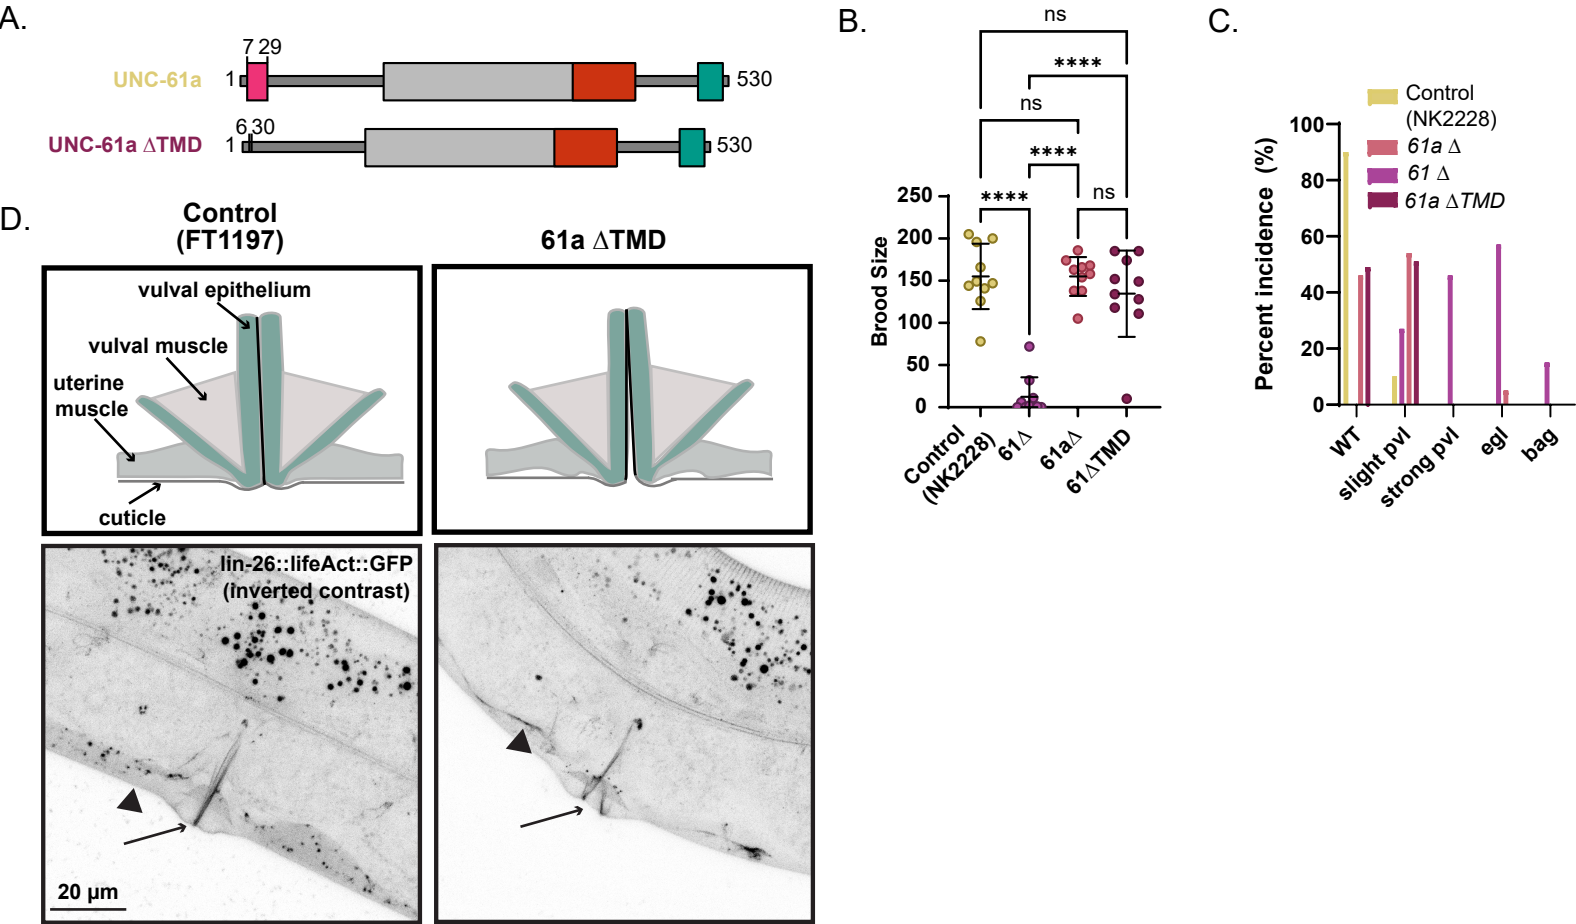 A.
7 29
UNC-61a
1
530
6 30
UNC-61a ΔTMD
1
530
B.
ns
****
ns
****
****
ns
250
200
150
100
50
0
Brood Size
Control
(NK2228)
61Δ
61aΔ
61ΔTMD
C.
Control
(NK2228)
61a Δ
61 Δ
61a ΔTMD
100
80
60
40
20
0
Percent incidence (%)
WT
slight pvl
strong pvl
egl
bag
D.
Control
(FT1197)
61a ΔTMD
vulval epithelium
vulval muscle
uterine
muscle
cuticle
lin-26::lifeAct::GFP
(inverted contrast)
20 µm